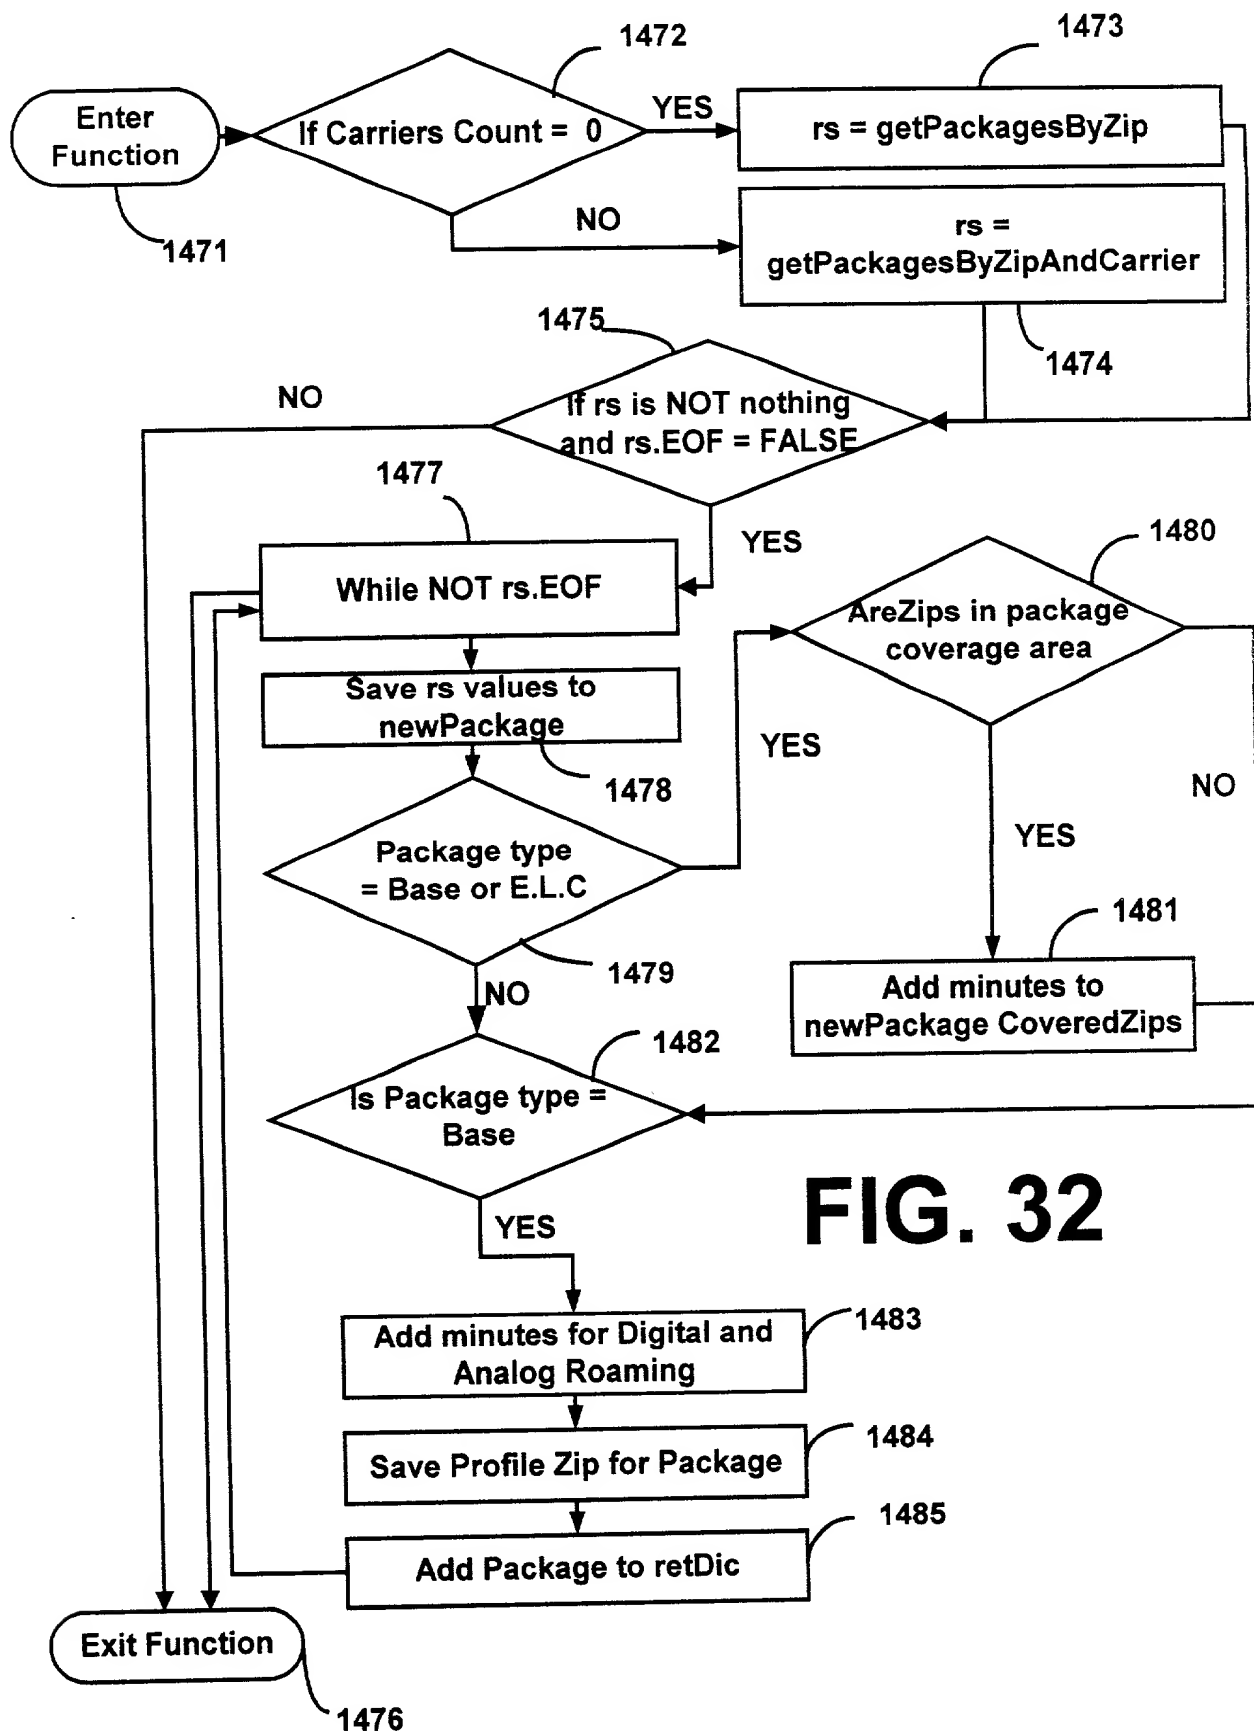 1472
1473
Enter
Function
If Carriers Count = 0
YES
rs = getPackagesByZip
NO
rs =
getPackagesByZipAndCarrier
1471
1475
1474
NO
If rs is NOT nothing
and rs.EOF = FALSE
1477
YES
1480
While NOT rs.EOF
AreZips in package
coverage area
Save rs values to
newPackage
YES
1478
NO
YES
Package type
= Base or E.L.C
1481
1479
NO
Add minutes to
newPackage CoveredZips
1482
Is Package type =
Base
FIG. 32
YES
1483
Add minutes for Digital and
Analog Roaming
1484
Save Profile Zip for Package
1485
Add Package to retDic
Exit Function
1476